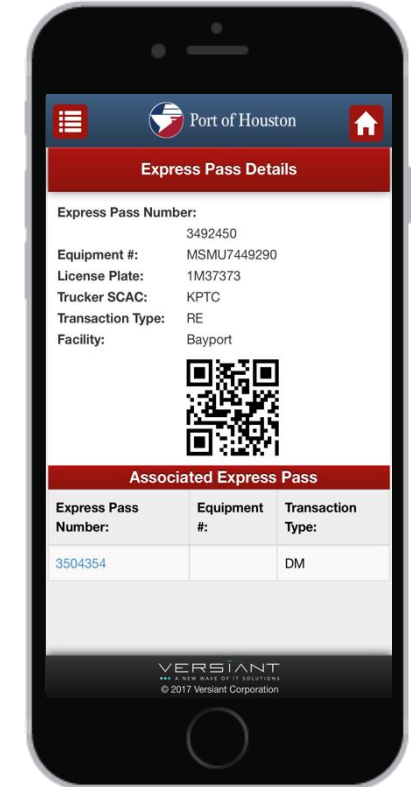 Port of Houston
Express Pass Details
Express Pass Number:
3492450
Equipment #: MSMU7449290
License Plate: 1M37373
Trucker SCAC: KPTC
Transaction Type: RE
Facility: Bayport
Associated Express Pass
Express Pass Number: Equipment #: Transaction Type:
3504354 DM
VERSIANT
A NEW WAVE OF IT SOLUTIONS
© 2017 Versiant Corporation